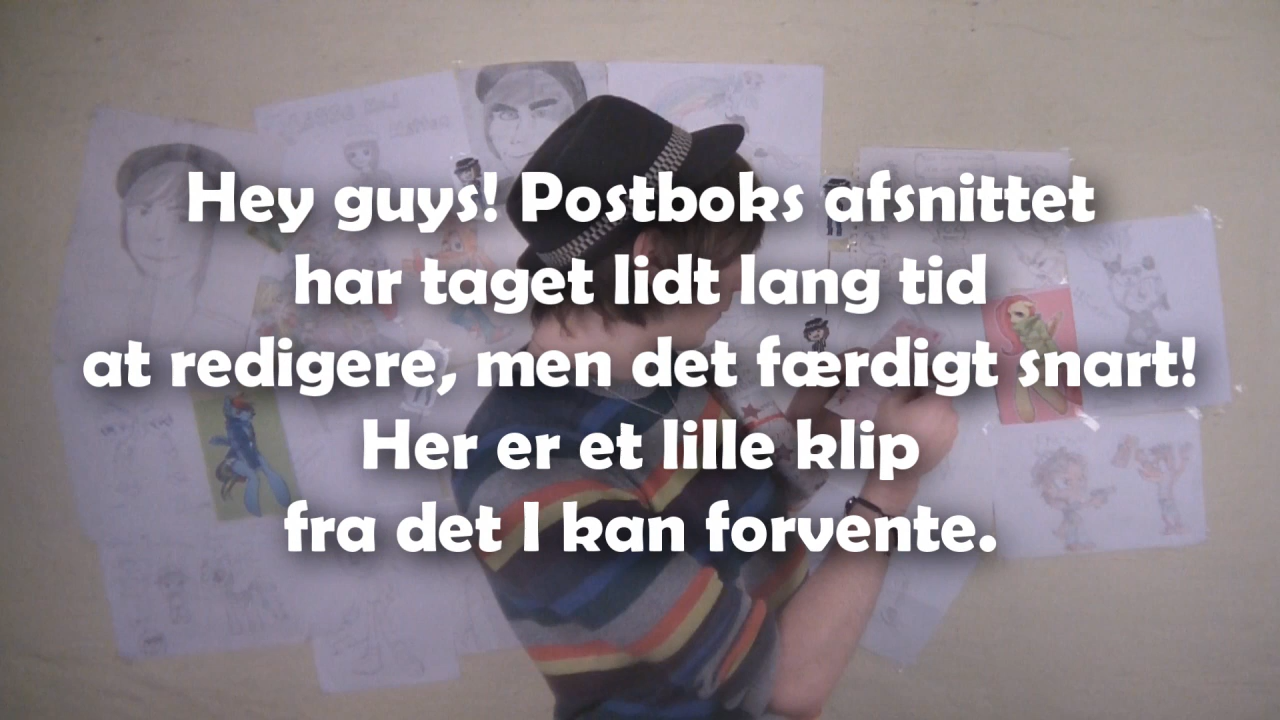 Hey guys! Postboks afsnittet
har taget lidt lang tid
at redigere, men det færdigt snart!
Her er et lille klip
fra det I kan forvente.